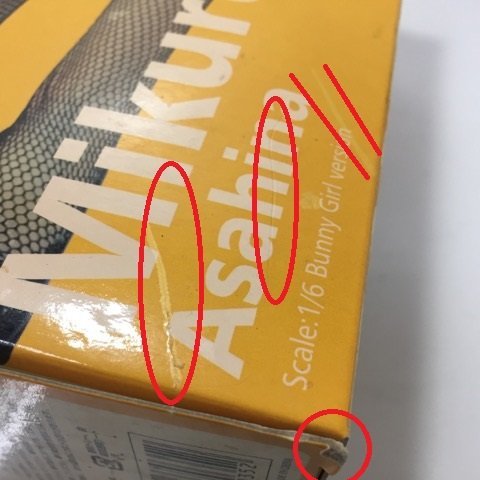 Mikuru
Asahina
Scale: 1/6 Bunny Girl version